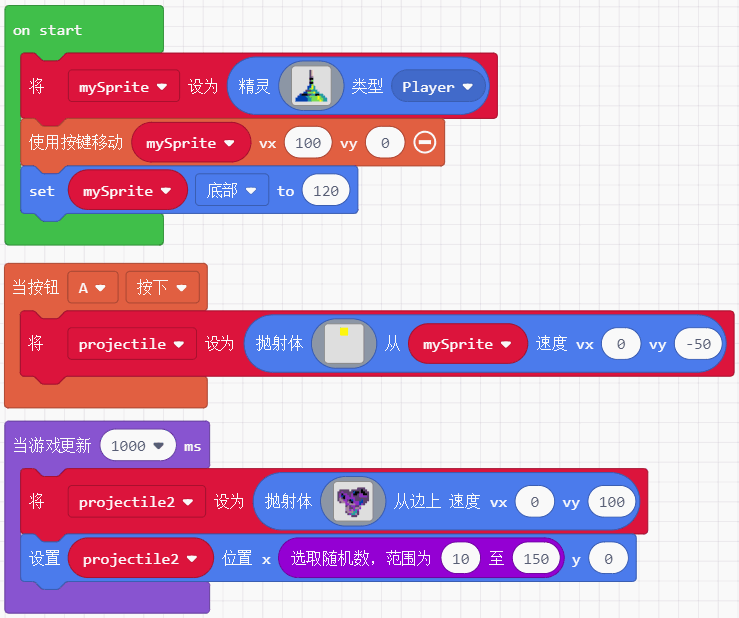 on start
将 mySprite 设为 精灵 类型 Player
使用按键移动 mySprite vx 100 vy 0
set mySprite 底部 to 120
当按钮 A 按下
将 projectile 设为 抛射体 从 mySprite 速度 vx 0 vy -50
当游戏更新 1000 ms
将 projectile2 设为 抛射体 从边上 速度 vx 0 vy 100
设置 projectile2 位置 x 选取随机数，范围为 10 至 150 y 0